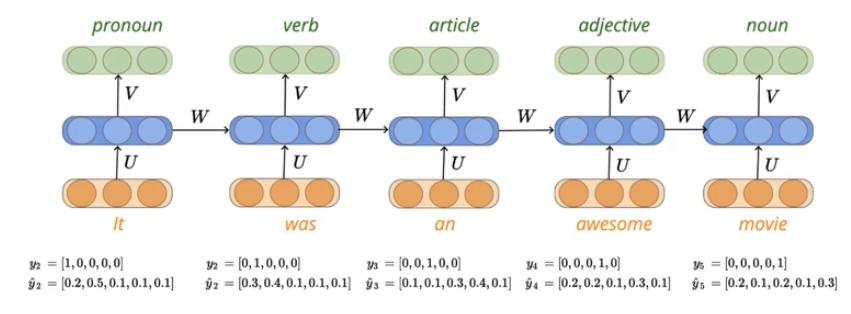 pronoun verb article adjective noun
V V V V V
W W W W
U U U U U
It was an awesome movie
y₂ = [1, 0, 0, 0, 0] y₂ = [0, 1, 0, 0, 0] y₃ = [0, 0, 1, 0, 0] y₄ = [0, 0, 0, 1, 0] y₅ = [0, 0, 0, 0, 1]
ŷ₂ = [0.2, 0.5, 0.1, 0.1, 0.1] ŷ₂ = [0.3, 0.4, 0.1, 0.1, 0.1] ŷ₃ = [0.1, 0.1, 0.3, 0.4, 0.1] ŷ₄ = [0.2, 0.2, 0.1, 0.3, 0.1] ŷ₅ = [0.2, 0.1, 0.2, 0.1, 0.3]